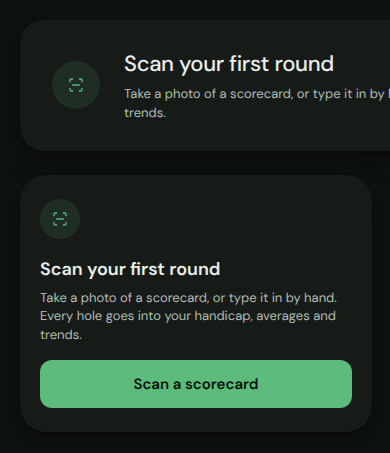 Scan your first round
Take a photo of a scorecard, or type it in by
trends.
Scan your first round
Take a photo of a scorecard, or type it in by hand.
Every hole goes into your handicap, averages and
trends.
Scan a scorecard